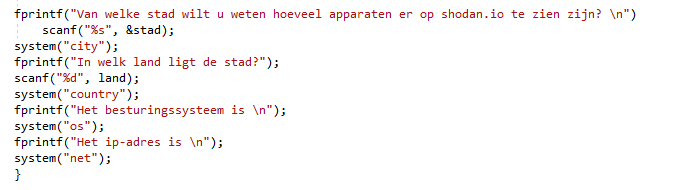 fprintf("Van welke stad wilt u weten hoeveel apparaten er op shodan.io te zien zijn? \n")
scanf("%s", &stad);
system("city");
fprintf("In welk land ligt de stad?");
scanf("%d", land);
system("country");
fprintf("Het besturingssysteem is \n");
system("os");
fprintf("Het ip-adres is \n");
system("net");
}